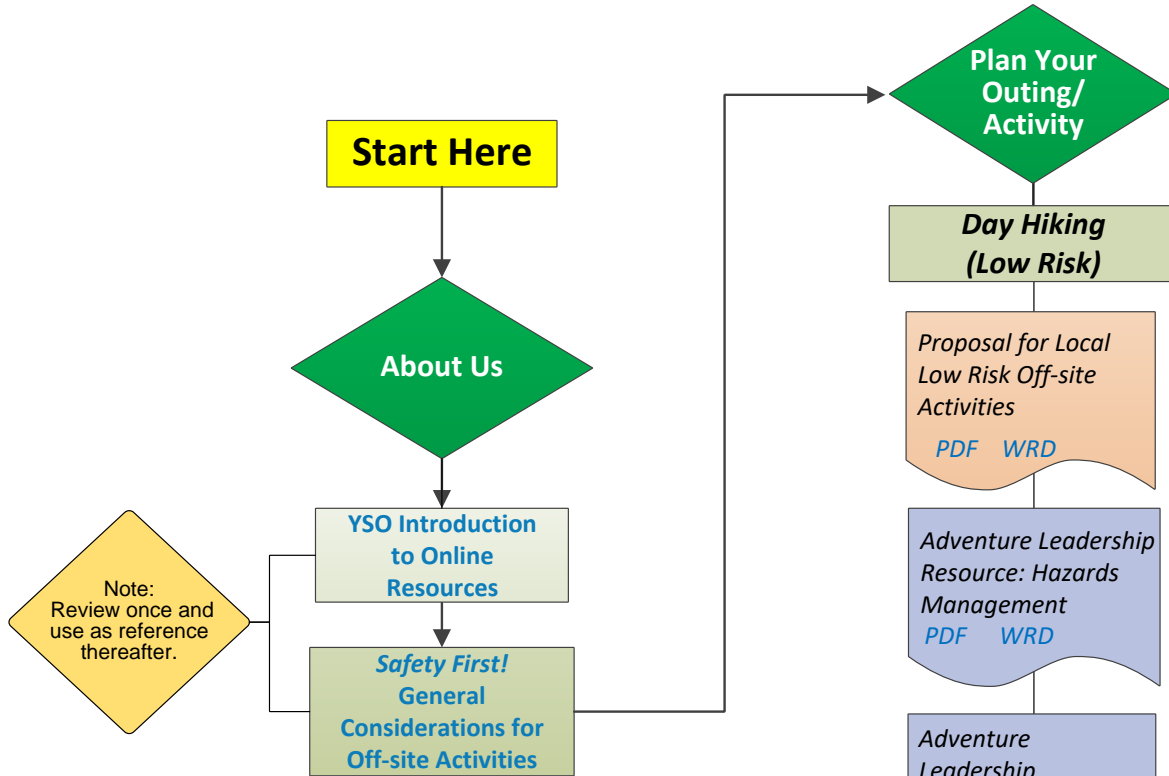 Start Here
About Us
YSO Introduction
to Online
Resources
Note:
Review once and
use as reference
thereafter.
Safety First!
General
Considerations for
Off-site Activities
Plan Your
Outing/
Activity
Day Hiking
(Low Risk)
Proposal for Local
Low Risk Off-site
Activities
PDF WRD
Adventure Leadership
Resource: Hazards
Management
PDF WRD
Adventure
Leadership